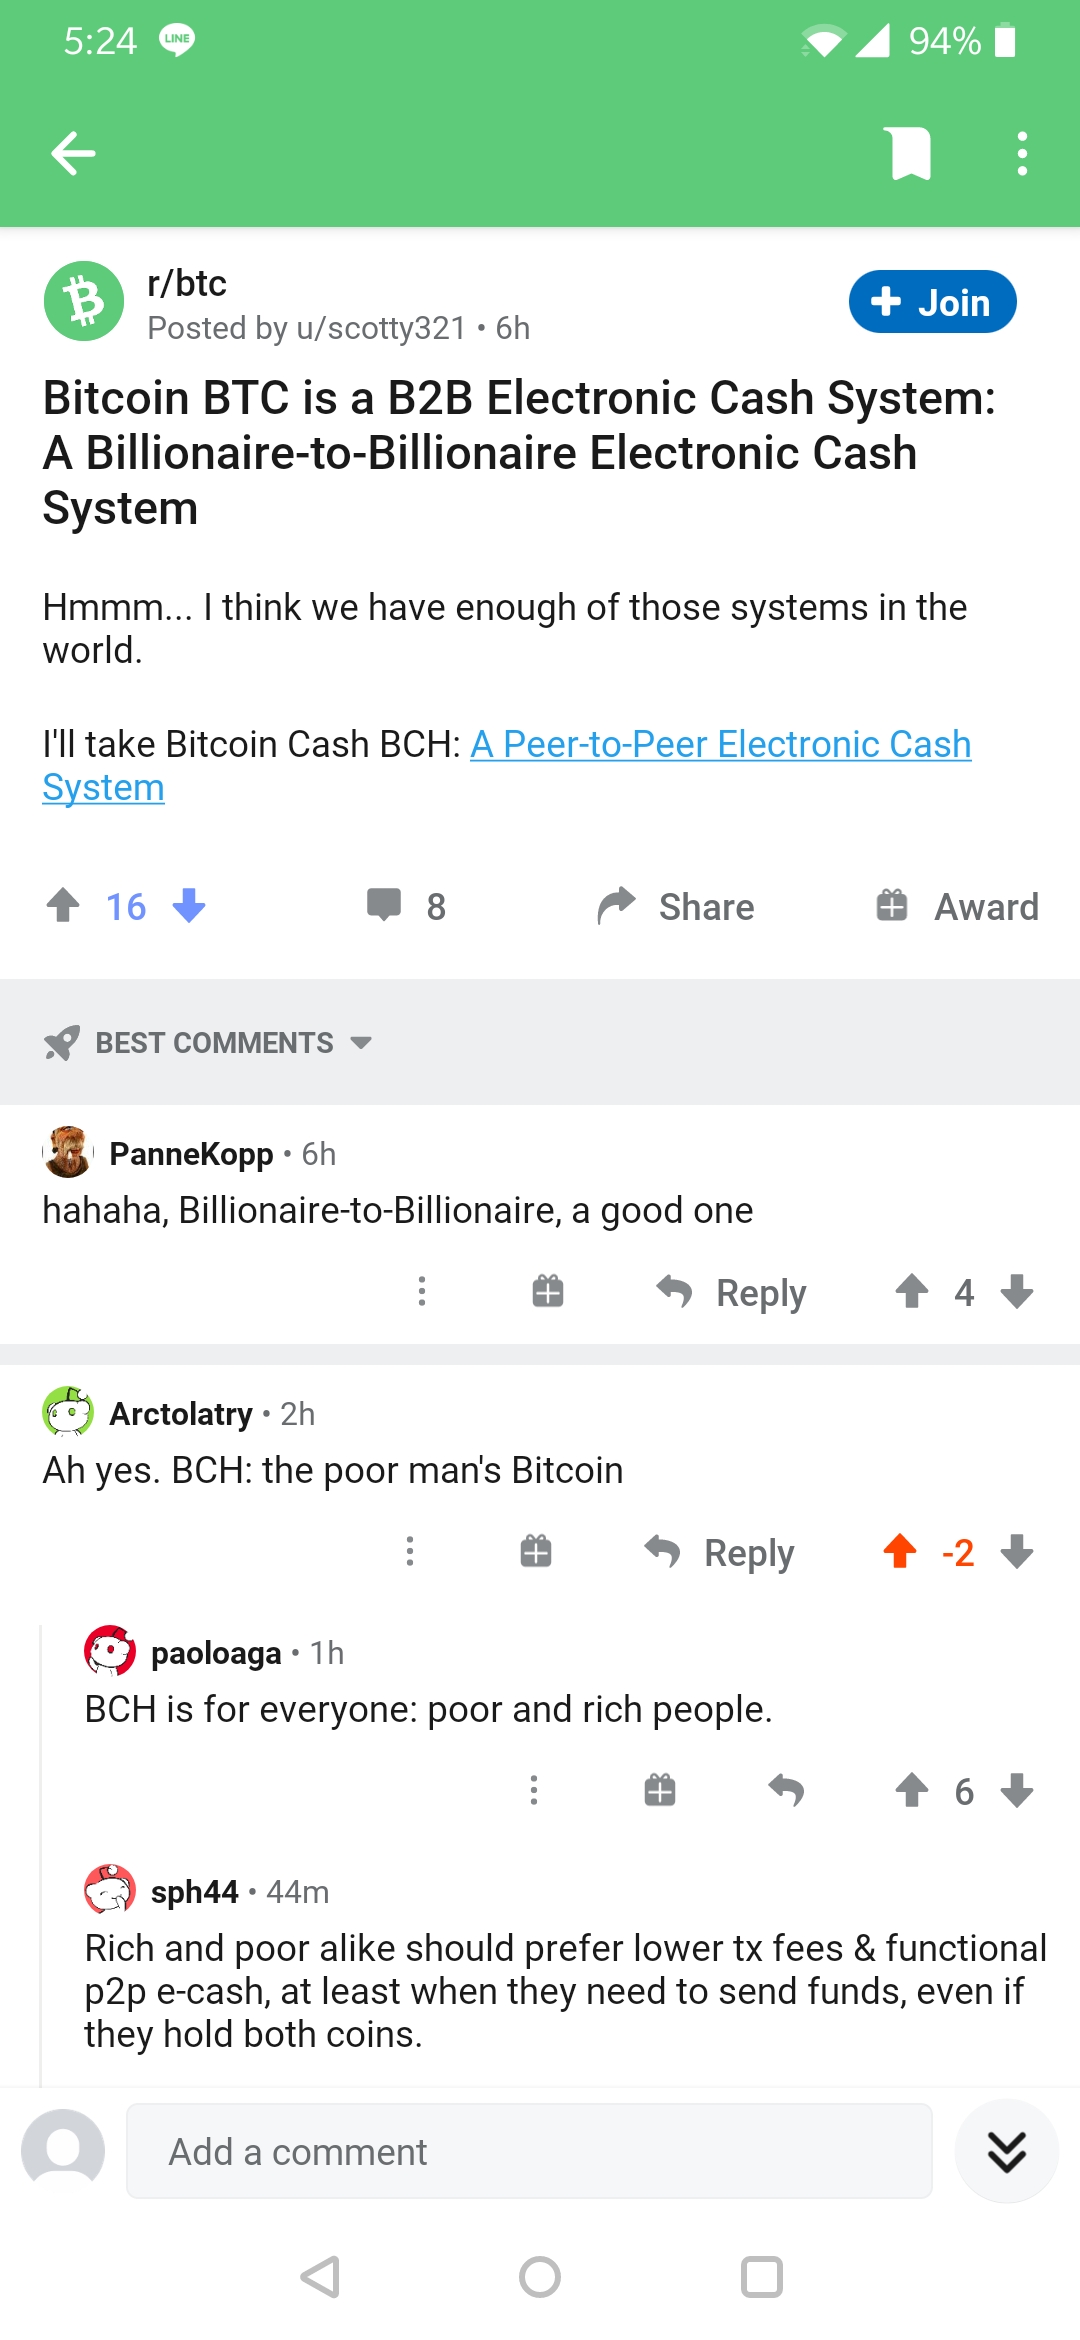 5:24 LINE 94%
r/btc
Posted by u/scotty321 • 6h
+ Join
Bitcoin BTC is a B2B Electronic Cash System:
A Billionaire-to-Billionaire Electronic Cash
System
Hmmm... I think we have enough of those systems in the
world.
I'll take Bitcoin Cash BCH: A Peer-to-Peer Electronic Cash
System
16 8 Share Award
BEST COMMENTS
PanneKopp • 6h
hahaha, Billionaire-to-Billionaire, a good one
Reply 4
Arctolatry • 2h
Ah yes. BCH: the poor man's Bitcoin
Reply -2
paoloaga • 1h
BCH is for everyone: poor and rich people.
6
sph44 • 44m
Rich and poor alike should prefer lower tx fees & functional
p2p e-cash, at least when they need to send funds, even if
they hold both coins.
Add a comment